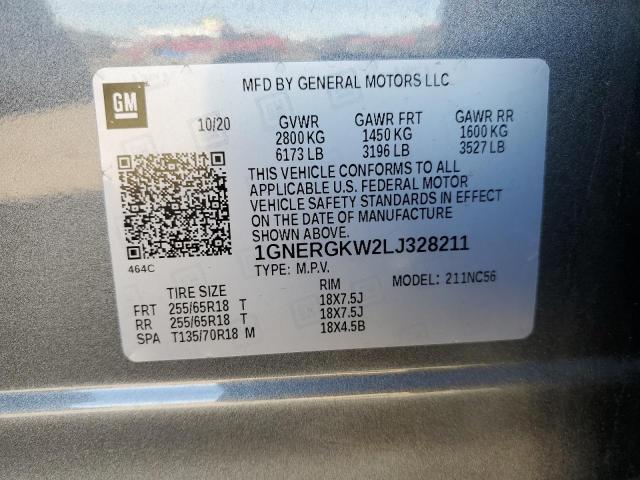 GM
MFD BY GENERAL MOTORS LLC
10/20 GVWR GAWR FRT GAWR RR
2800 KG 1450 KG 1600 KG
6173 LB 3196 LB 3527 LB
THIS VEHICLE CONFORMS TO ALL
APPLICABLE U.S. FEDERAL MOTOR
VEHICLE SAFETY STANDARDS IN EFFECT
ON THE DATE OF MANUFACTURE
SHOWN ABOVE.
464C 1GNERGKW2LJ328211
TYPE: M.P.V. MODEL: 211NC56
TIRE SIZE RIM
FRT 255/65R18 T 18X7.5J
RR 255/65R18 T 18X7.5J
SPA T135/70R18 M 18X4.5B